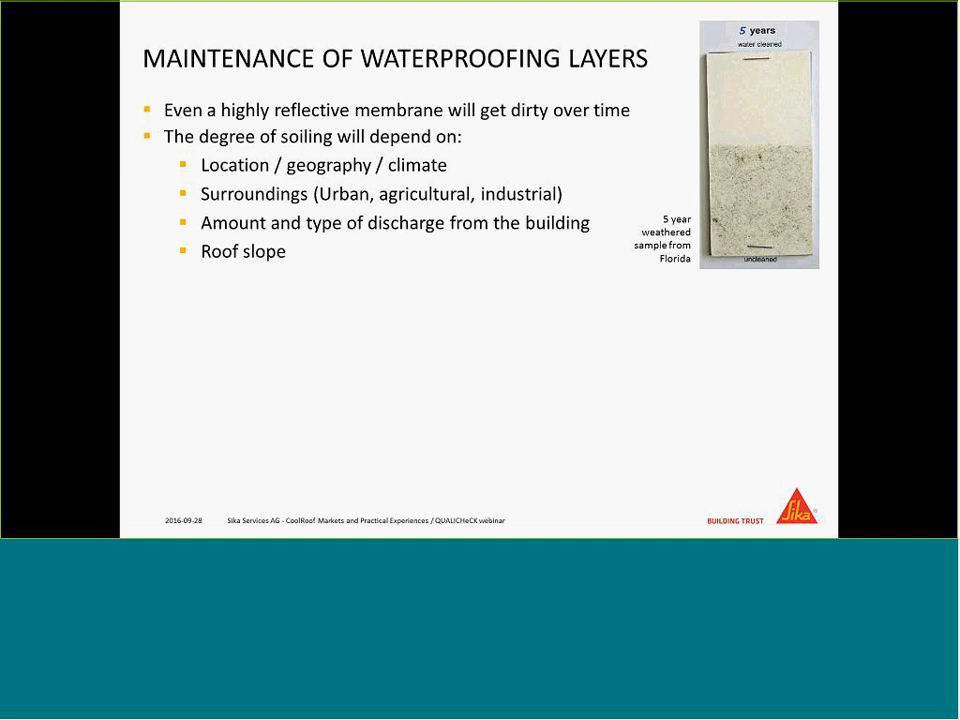 MAINTENANCE OF WATERPROOFING LAYERS
Even a highly reflective membrane will get dirty over time
The degree of soiling will depend on:
Location / geography / climate
Surroundings (Urban, agricultural, industrial)
Amount and type of discharge from the building
Roof slope
5 years
water cleaned
5 year
weathered
sample from
Florida
uncleaned
2016-09-28 Sika Services AG - CoolRoof Markets and Practical Experiences / QUALICHeCK webinar
BUILDING TRUST
Sika
®